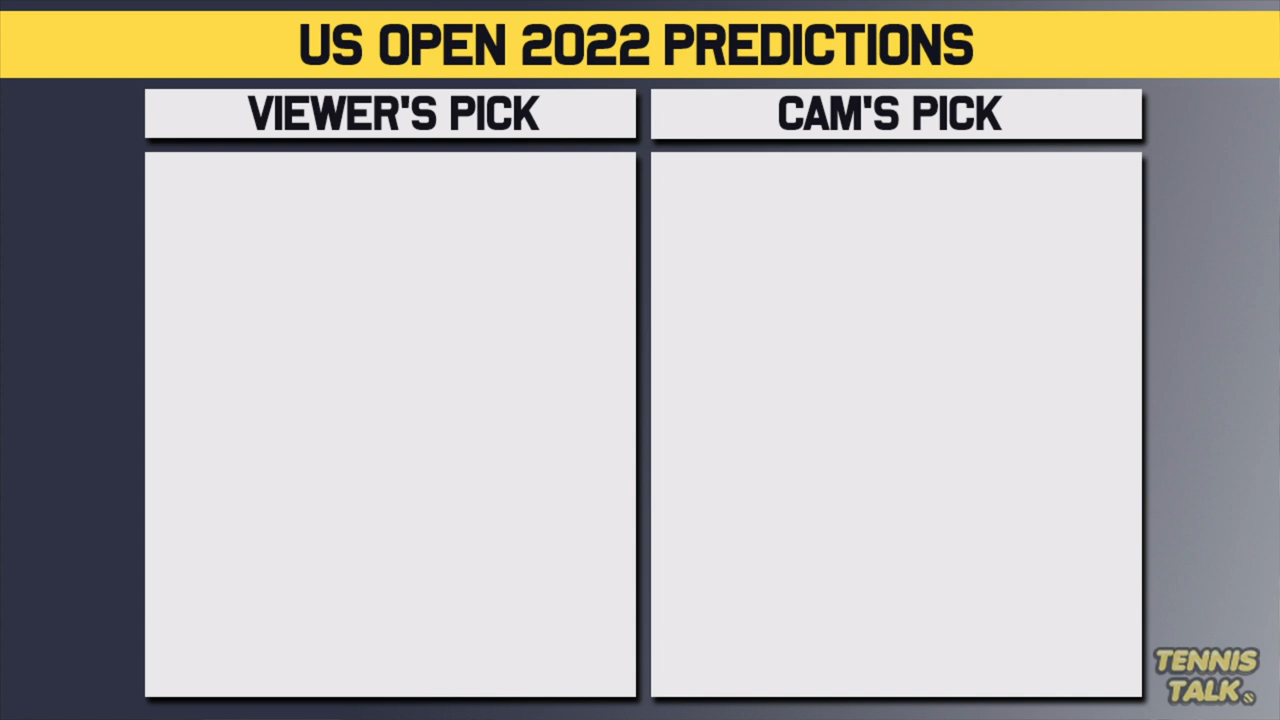 US OPEN 2022 PREDICTIONS
VIEWER'S PICK
CAM'S PICK
TENNIS
TALK